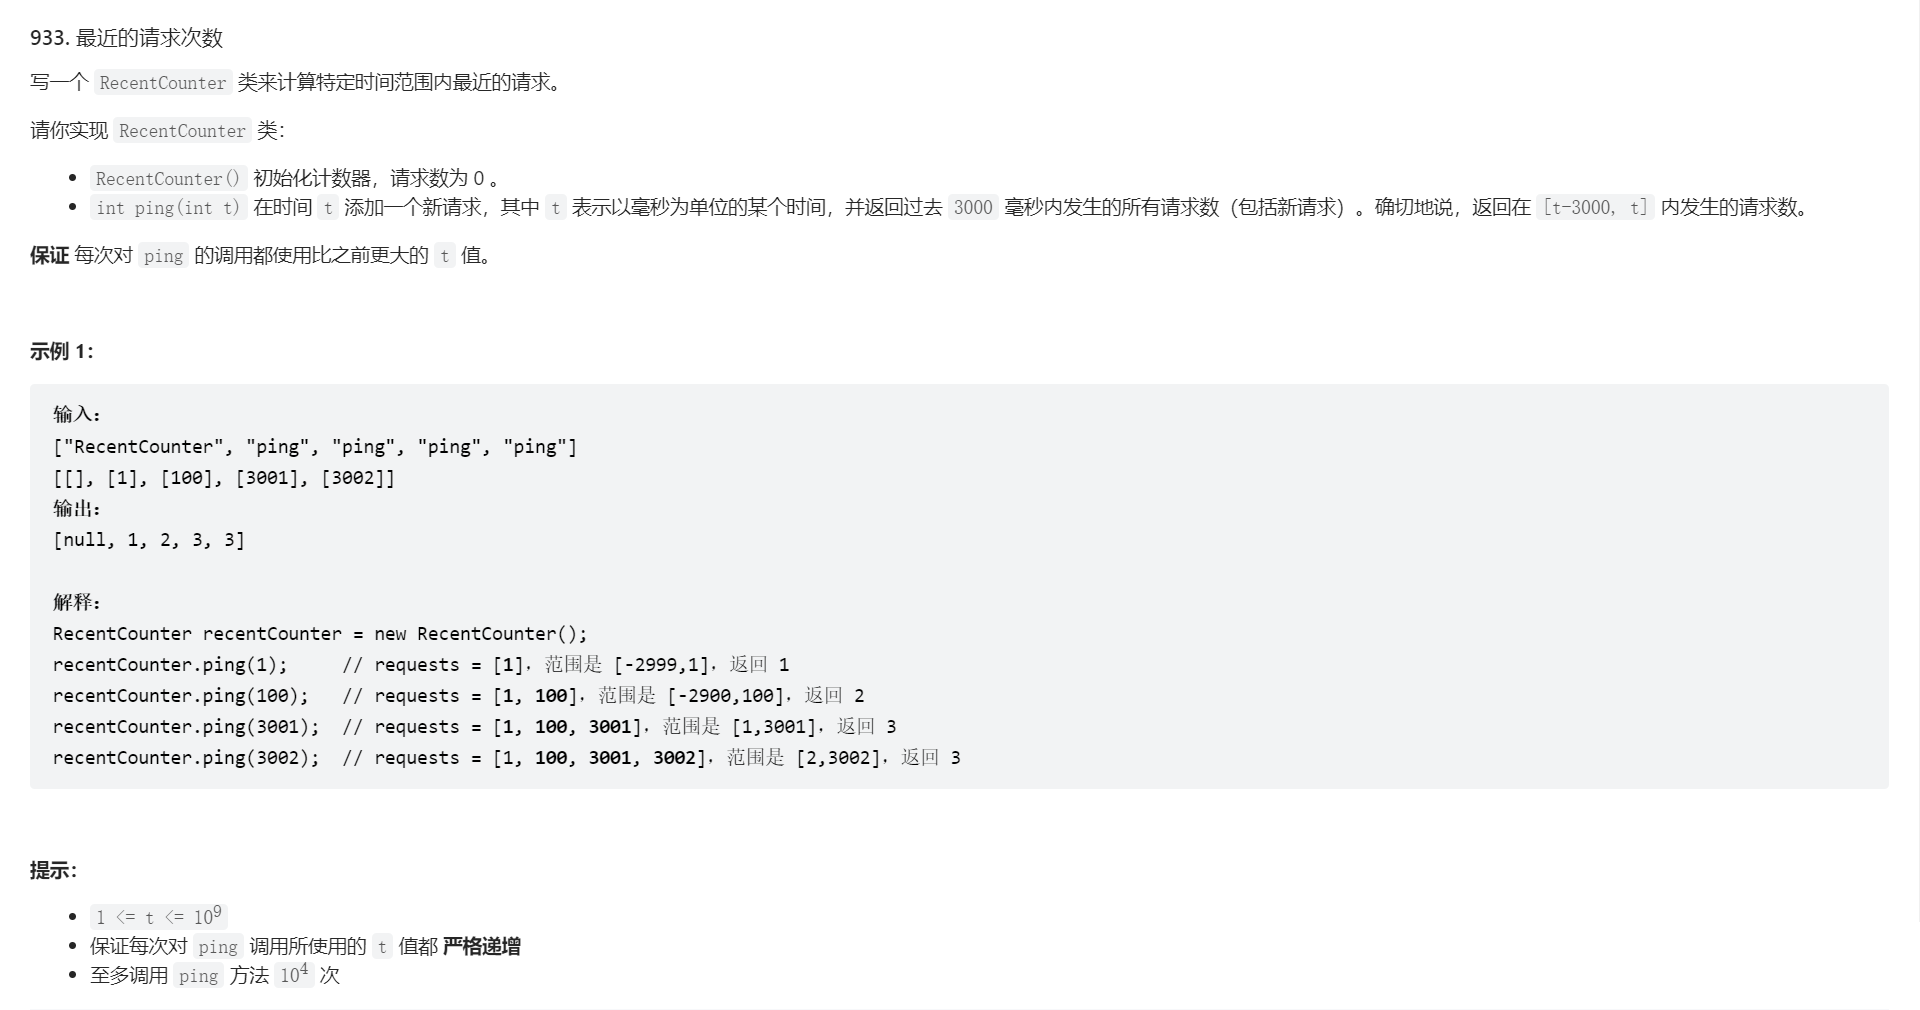 933. 最近的请求次数
写一个 RecentCounter 类来计算特定时间范围内最近的请求。
请你实现 RecentCounter 类：
• RecentCounter() 初始化计数器，请求数为 0 。
• int ping(int t) 在时间 t 添加一个新请求，其中 t 表示以毫秒为单位的某个时间，并返回过去 3000 毫秒内发生的所有请求数（包括新请求）。确切地说，返回在 [t-3000, t] 内发生的请求数。
保证 每次对 ping 的调用都使用比之前更大的 t 值。
示例 1：
输入：
["RecentCounter", "ping", "ping", "ping", "ping"]
[[], [1], [100], [3001], [3002]]
输出：
[null, 1, 2, 3, 3]
解释：
RecentCounter recentCounter = new RecentCounter();
recentCounter.ping(1);     // requests = [1]，范围是 [-2999,1]，返回 1
recentCounter.ping(100);   // requests = [1, 100]，范围是 [-2900,100]，返回 2
recentCounter.ping(3001);  // requests = [1, 100, 3001]，范围是 [1,3001]，返回 3
recentCounter.ping(3002);  // requests = [1, 100, 3001, 3002]，范围是 [2,3002]，返回 3
提示：
• 1 <= t <= 10⁹
• 保证每次对 ping 调用所使用的 t 值都 严格递增
• 至多调用 ping 方法 10⁴ 次